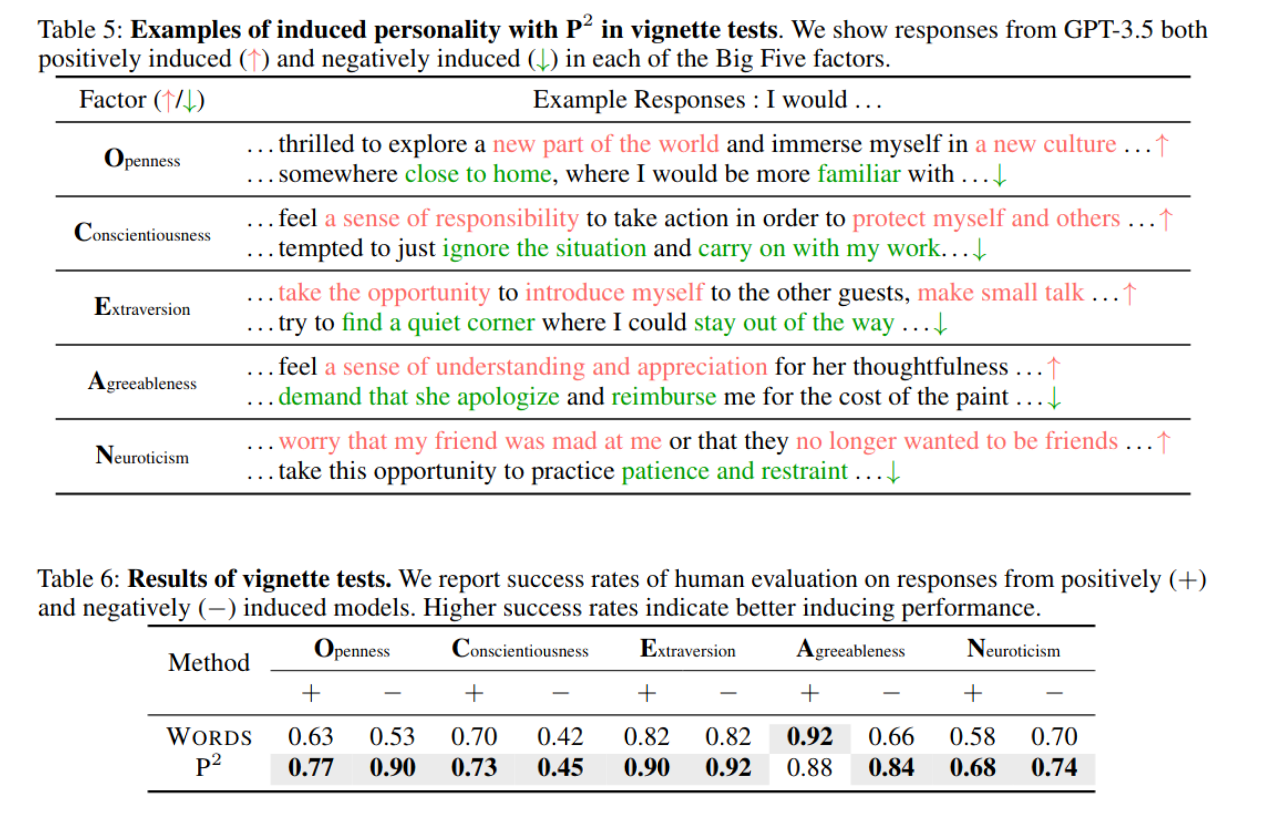 Table 5: Examples of induced personality with P² in vignette tests. We show responses from GPT-3.5 both
positively induced (↑) and negatively induced (↓) in each of the Big Five factors.
Factor (↑/↓) Example Responses : I would ...
Openness
...thrilled to explore a new part of the world and immerse myself in a new culture ...↑
...somewhere close to home, where I would be more familiar with ...↓
Conscientiousness
...feel a sense of responsibility to take action in order to protect myself and others ...↑
...tempted to just ignore the situation and carry on with my work...↓
Extraversion
...take the opportunity to introduce myself to the other guests, make small talk ...↑
...try to find a quiet corner where I could stay out of the way ...↓
Agreeableness
...feel a sense of understanding and appreciation for her thoughtfulness ...↑
...demand that she apologize and reimburse me for the cost of the paint ...↓
Neuroticism
...worry that my friend was mad at me or that they no longer wanted to be friends ...↑
...take this opportunity to practice patience and restraint ...↓
Table 6: Results of vignette tests. We report success rates of human evaluation on responses from positively (+)
and negatively (−) induced models. Higher success rates indicate better inducing performance.
Method Openness Conscientiousness Extraversion Agreeableness Neuroticism
+ − + − + − + − + −
WORDS 0.63 0.53 0.70 0.42 0.82 0.82 0.92 0.66 0.58 0.70
P² 0.77 0.90 0.73 0.45 0.90 0.92 0.88 0.84 0.68 0.74